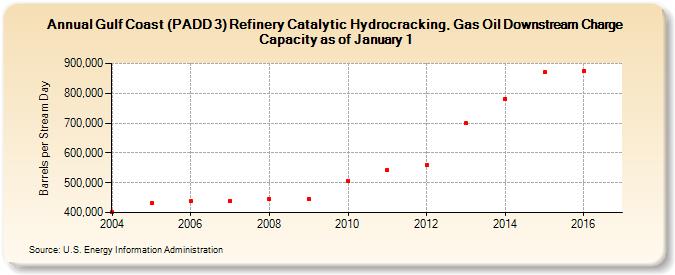 Annual Gulf Coast (PADD 3) Refinery Catalytic Hydrocracking, Gas Oil Downstream Charge
Capacity as of January 1
Barrels per Stream Day
900,000
800,000
700,000
600,000
500,000
400,000
2004 2006 2008 2010 2012 2014 2016
Source: U.S. Energy Information Administration